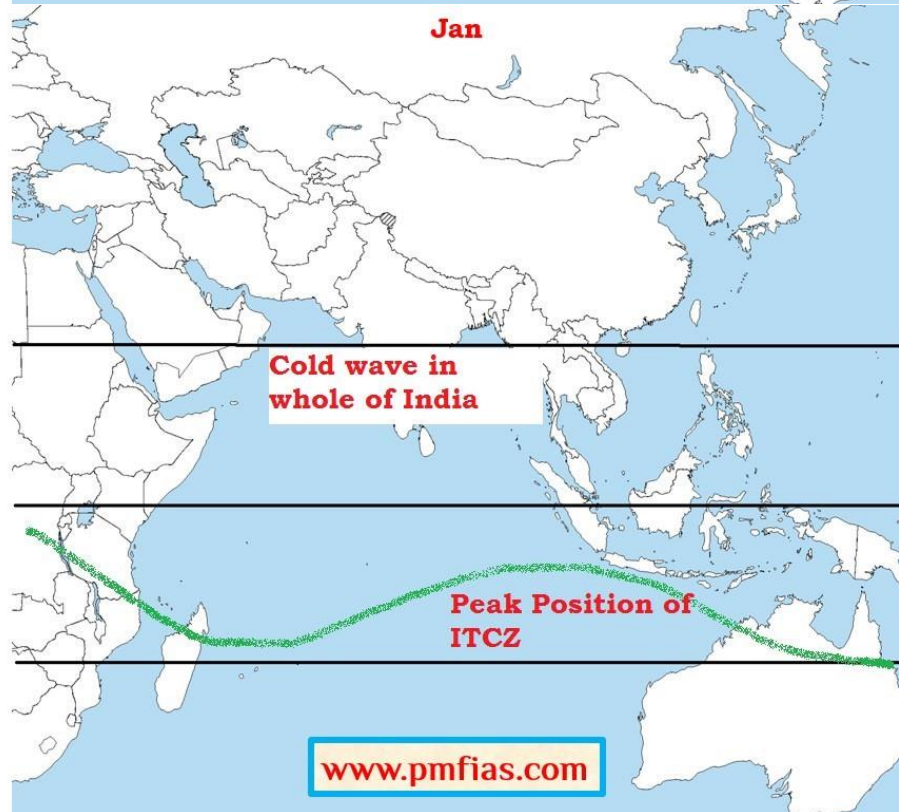 Jan
Cold wave in
whole of India
Peak Position of
ITCZ
www.pmfias.com